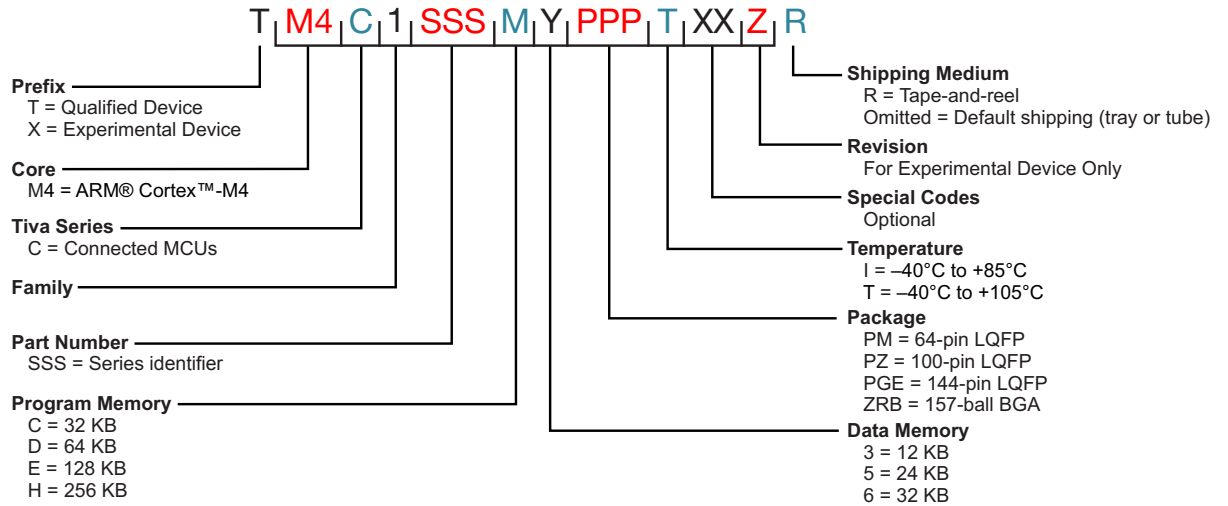 T M4 C 1 SSS M Y PPP T XX Z R
Prefix
T = Qualified Device
X = Experimental Device
Core
M4 = ARM® Cortex™-M4
Tiva Series
C = Connected MCUs
Family
Part Number
SSS = Series identifier
Program Memory
C = 32 KB
D = 64 KB
E = 128 KB
H = 256 KB
Shipping Medium
R = Tape-and-reel
Omitted = Default shipping (tray or tube)
Revision
For Experimental Device Only
Special Codes
Optional
Temperature
I = –40°C to +85°C
T = –40°C to +105°C
Package
PM = 64-pin LQFP
PZ = 100-pin LQFP
PGE = 144-pin LQFP
ZRB = 157-ball BGA
Data Memory
3 = 12 KB
5 = 24 KB
6 = 32 KB